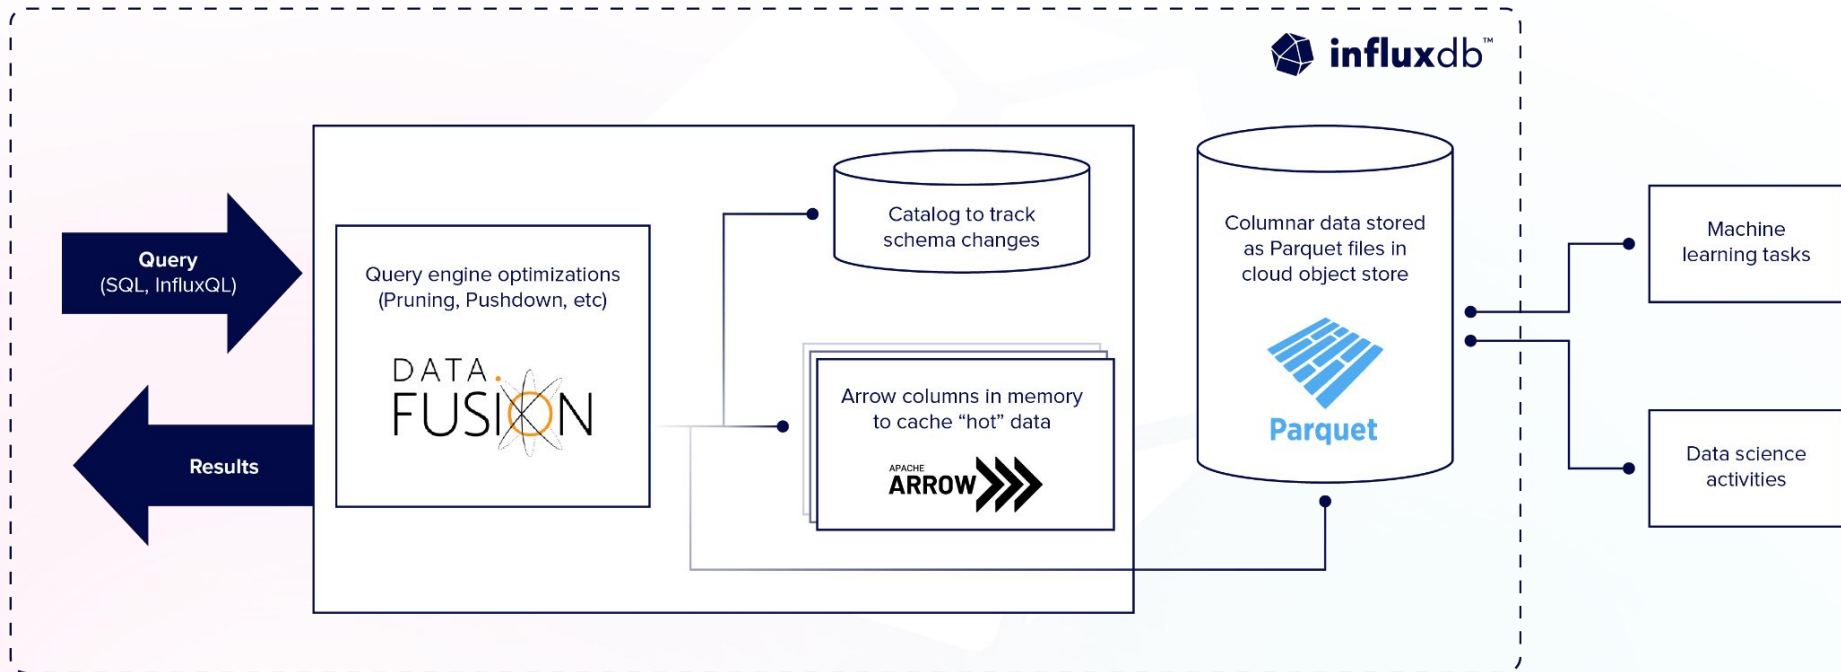 influxdb™
Query
(SQL, InfluxQL)
Results
Query engine optimizations
(Pruning, Pushdown, etc)
DATA
FUSION
Catalog to track
schema changes
Arrow columns in memory
to cache “hot” data
APACHE
ARROW
Columnar data stored
as Parquet files in
cloud object store
Parquet
Machine
learning tasks
Data science
activities